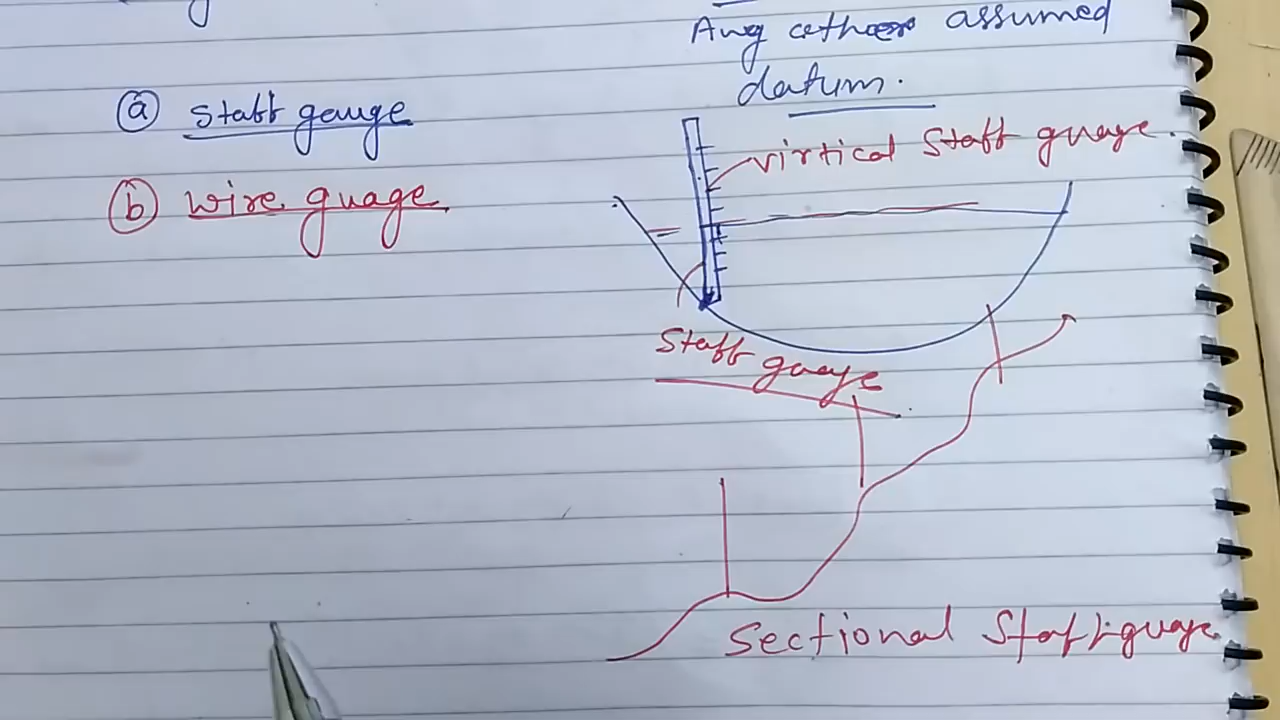 Any other assumed
datum.
(a) staff gauge
(b) wire guage.
virtical Staff guage.
Staff guage
Sectional Staff guage.